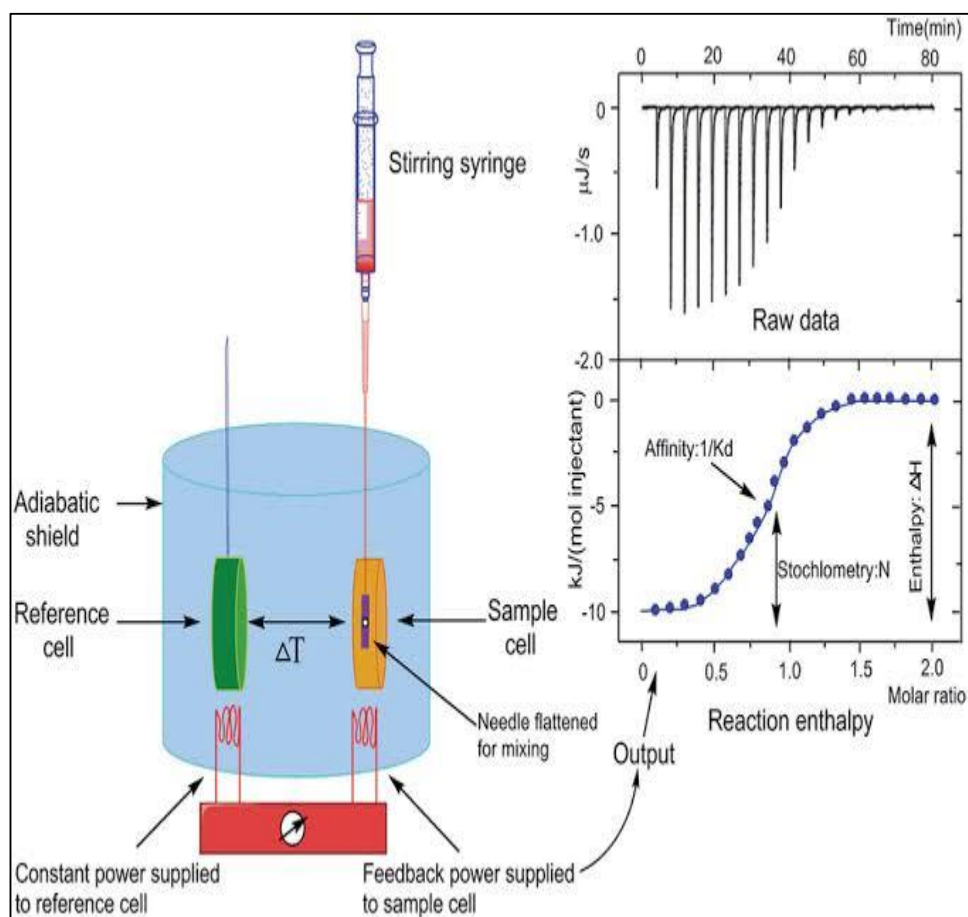 Stirring syringe
Adiabatic
shield
Reference
cell
ΔT
Sample
cell
Needle flattened
for mixing
Constant power supplied
to reference cell
Feedback power supplied
to sample cell
Output
Time(min)
0 20 40 60 80
0
-1.0
-2.0
μJ/s
Raw data
0
-5
-10
kJ/(mol injectant)
Affinity:1/Kd
Stochlometry:N
Enthalpy: ΔH
0 0.5 1.0 1.5 2.0
Molar ratio
Reaction enthalpy